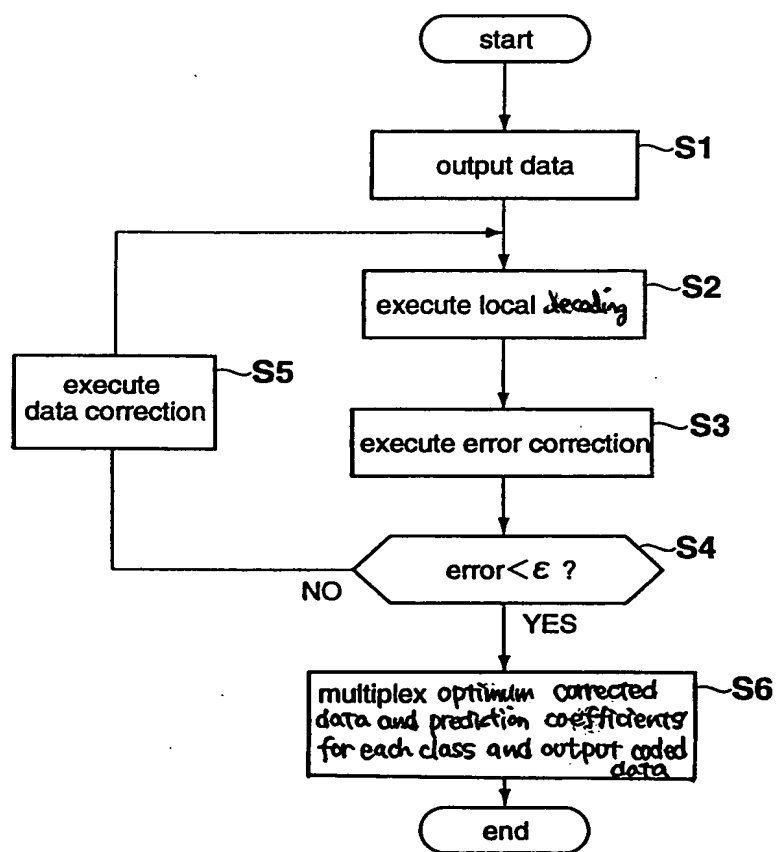 start
output data
S1
execute local decoding
S2
execute
data correction
S5
execute error correction
S3
error<ε ?
S4
NO
YES
multiplex optimum corrected
data and prediction coefficients
for each class and output coded
data
S6
end